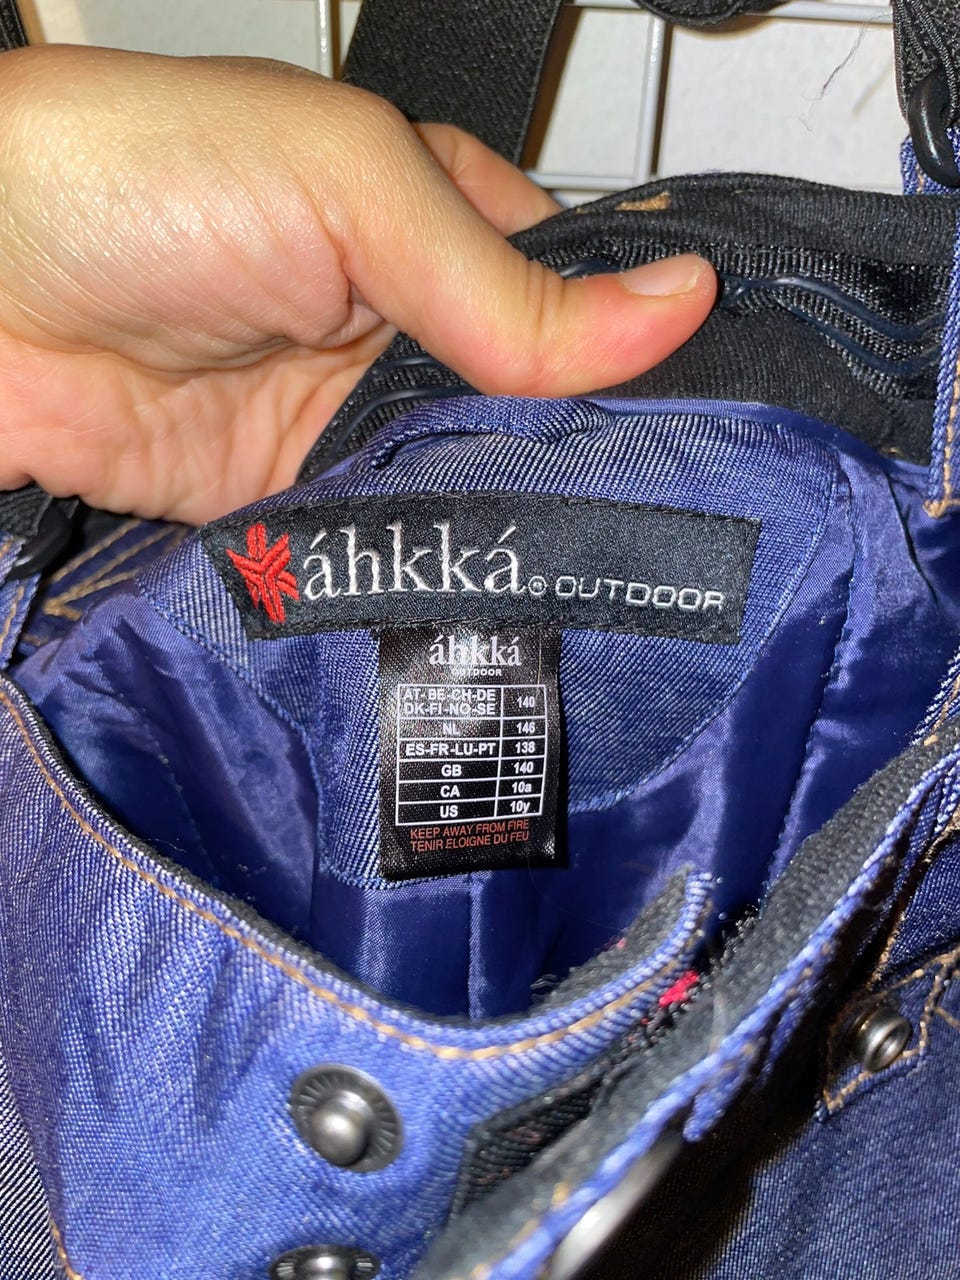 áhkká® OUTDOOR
áhkká
OUTDOOR
AT-BE-CH-DE
DK-FI-NO-SE 140
NL 146
ES-FR-LU-PT 138
GB 140
CA 10a
US 10y
KEEP AWAY FROM FIRE
TENIR ELOIGNE DU FEU